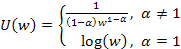 U(w) = { 1 / (1−α)w^{1−α} , α ≠ 1
log(w), α = 1